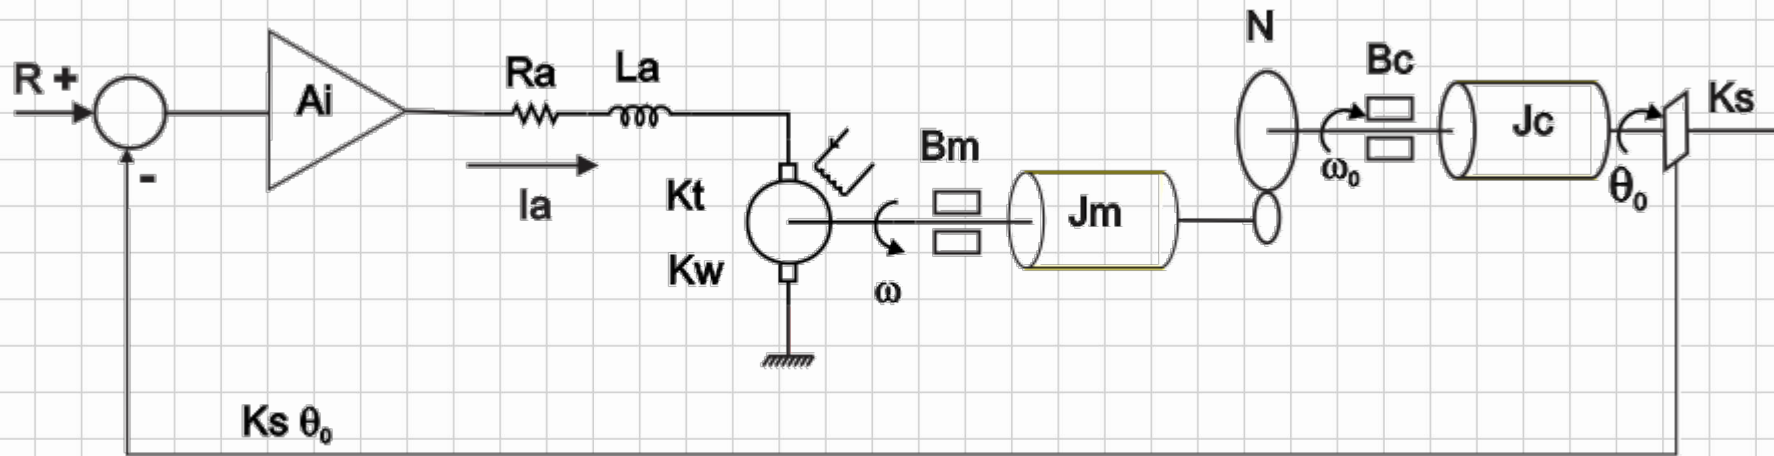 R +
-
Ai
Ra
La
Ia
Kt
Kw
ω
Bm
Jm
N
ω₀
Bc
Jc
θ₀
Ks
Ks θ₀